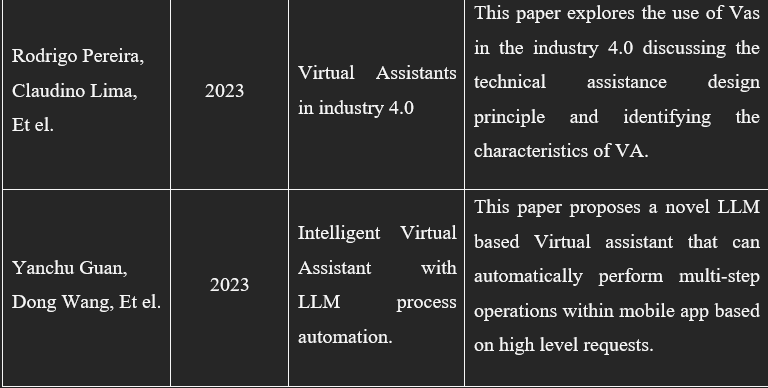 Rodrigo Pereira,
Claudino Lima,
Et el.
2023
Virtual Assistants
in industry 4.0
This paper explores the use of Vas
in the industry 4.0 discussing the
technical assistance design
principle and identifying the
characteristics of VA.
Yanchu Guan,
Dong Wang, Et el.
2023
Intelligent Virtual
Assistant with
LLM process
automation.
This paper proposes a novel LLM
based Virtual assistant that can
automatically perform multi-step
operations within mobile app based
on high level requests.